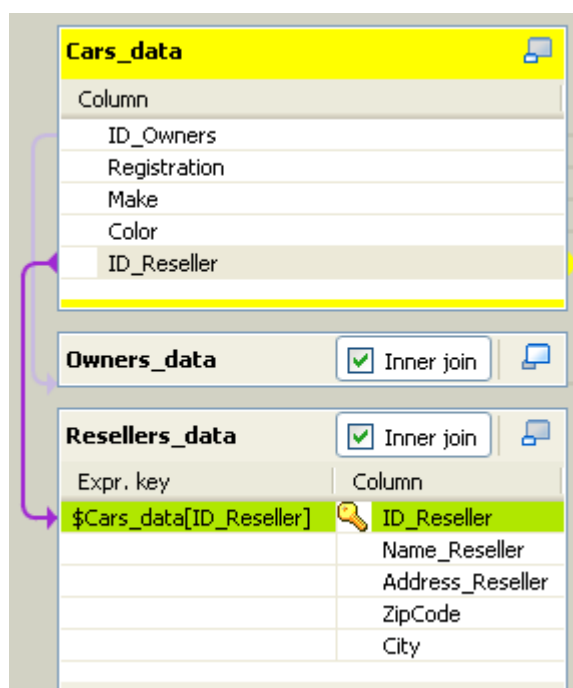 Cars_data
Column
ID_Owners
Registration
Make
Color
ID_Reseller
Owners_data Inner join
Resellers_data Inner join
Expr. key Column
$Cars_data[ID_Reseller] ID_Reseller
Name_Reseller
Address_Reseller
ZipCode
City